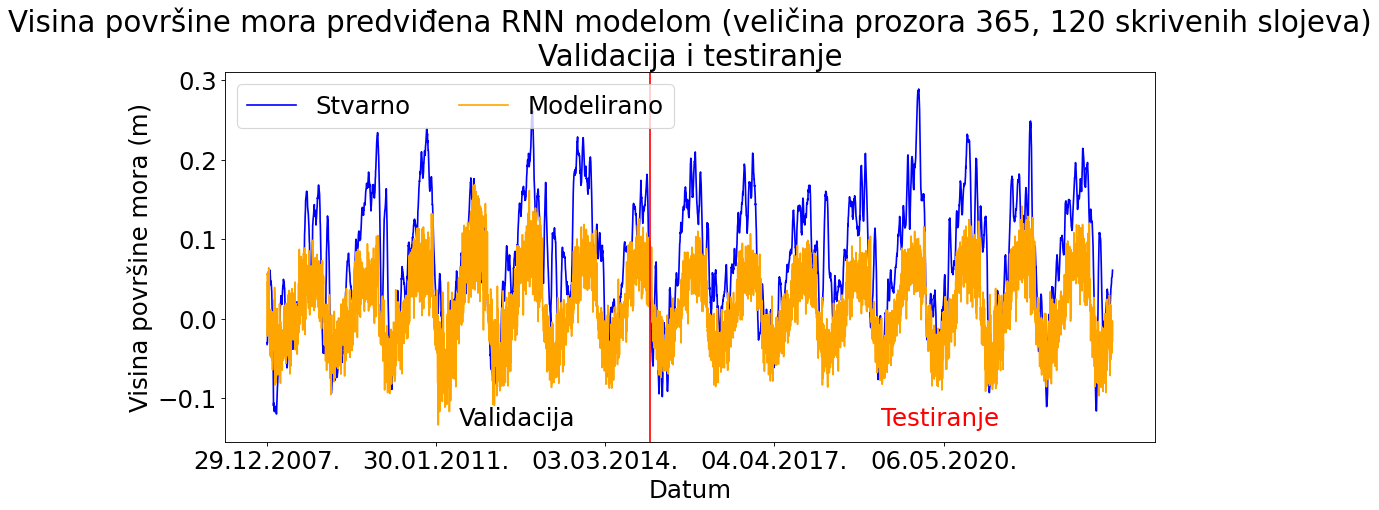 Visina površine mora predviđena RNN modelom (veličina prozora 365, 120 skrivenih slojeva)
Validacija i testiranje
Stvarno
Modelirano
Visina površine mora (m)
0.3
0.2
0.1
0.0
−0.1
Validacija
Testiranje
29.12.2007.
30.01.2011.
03.03.2014.
04.04.2017.
06.05.2020.
Datum